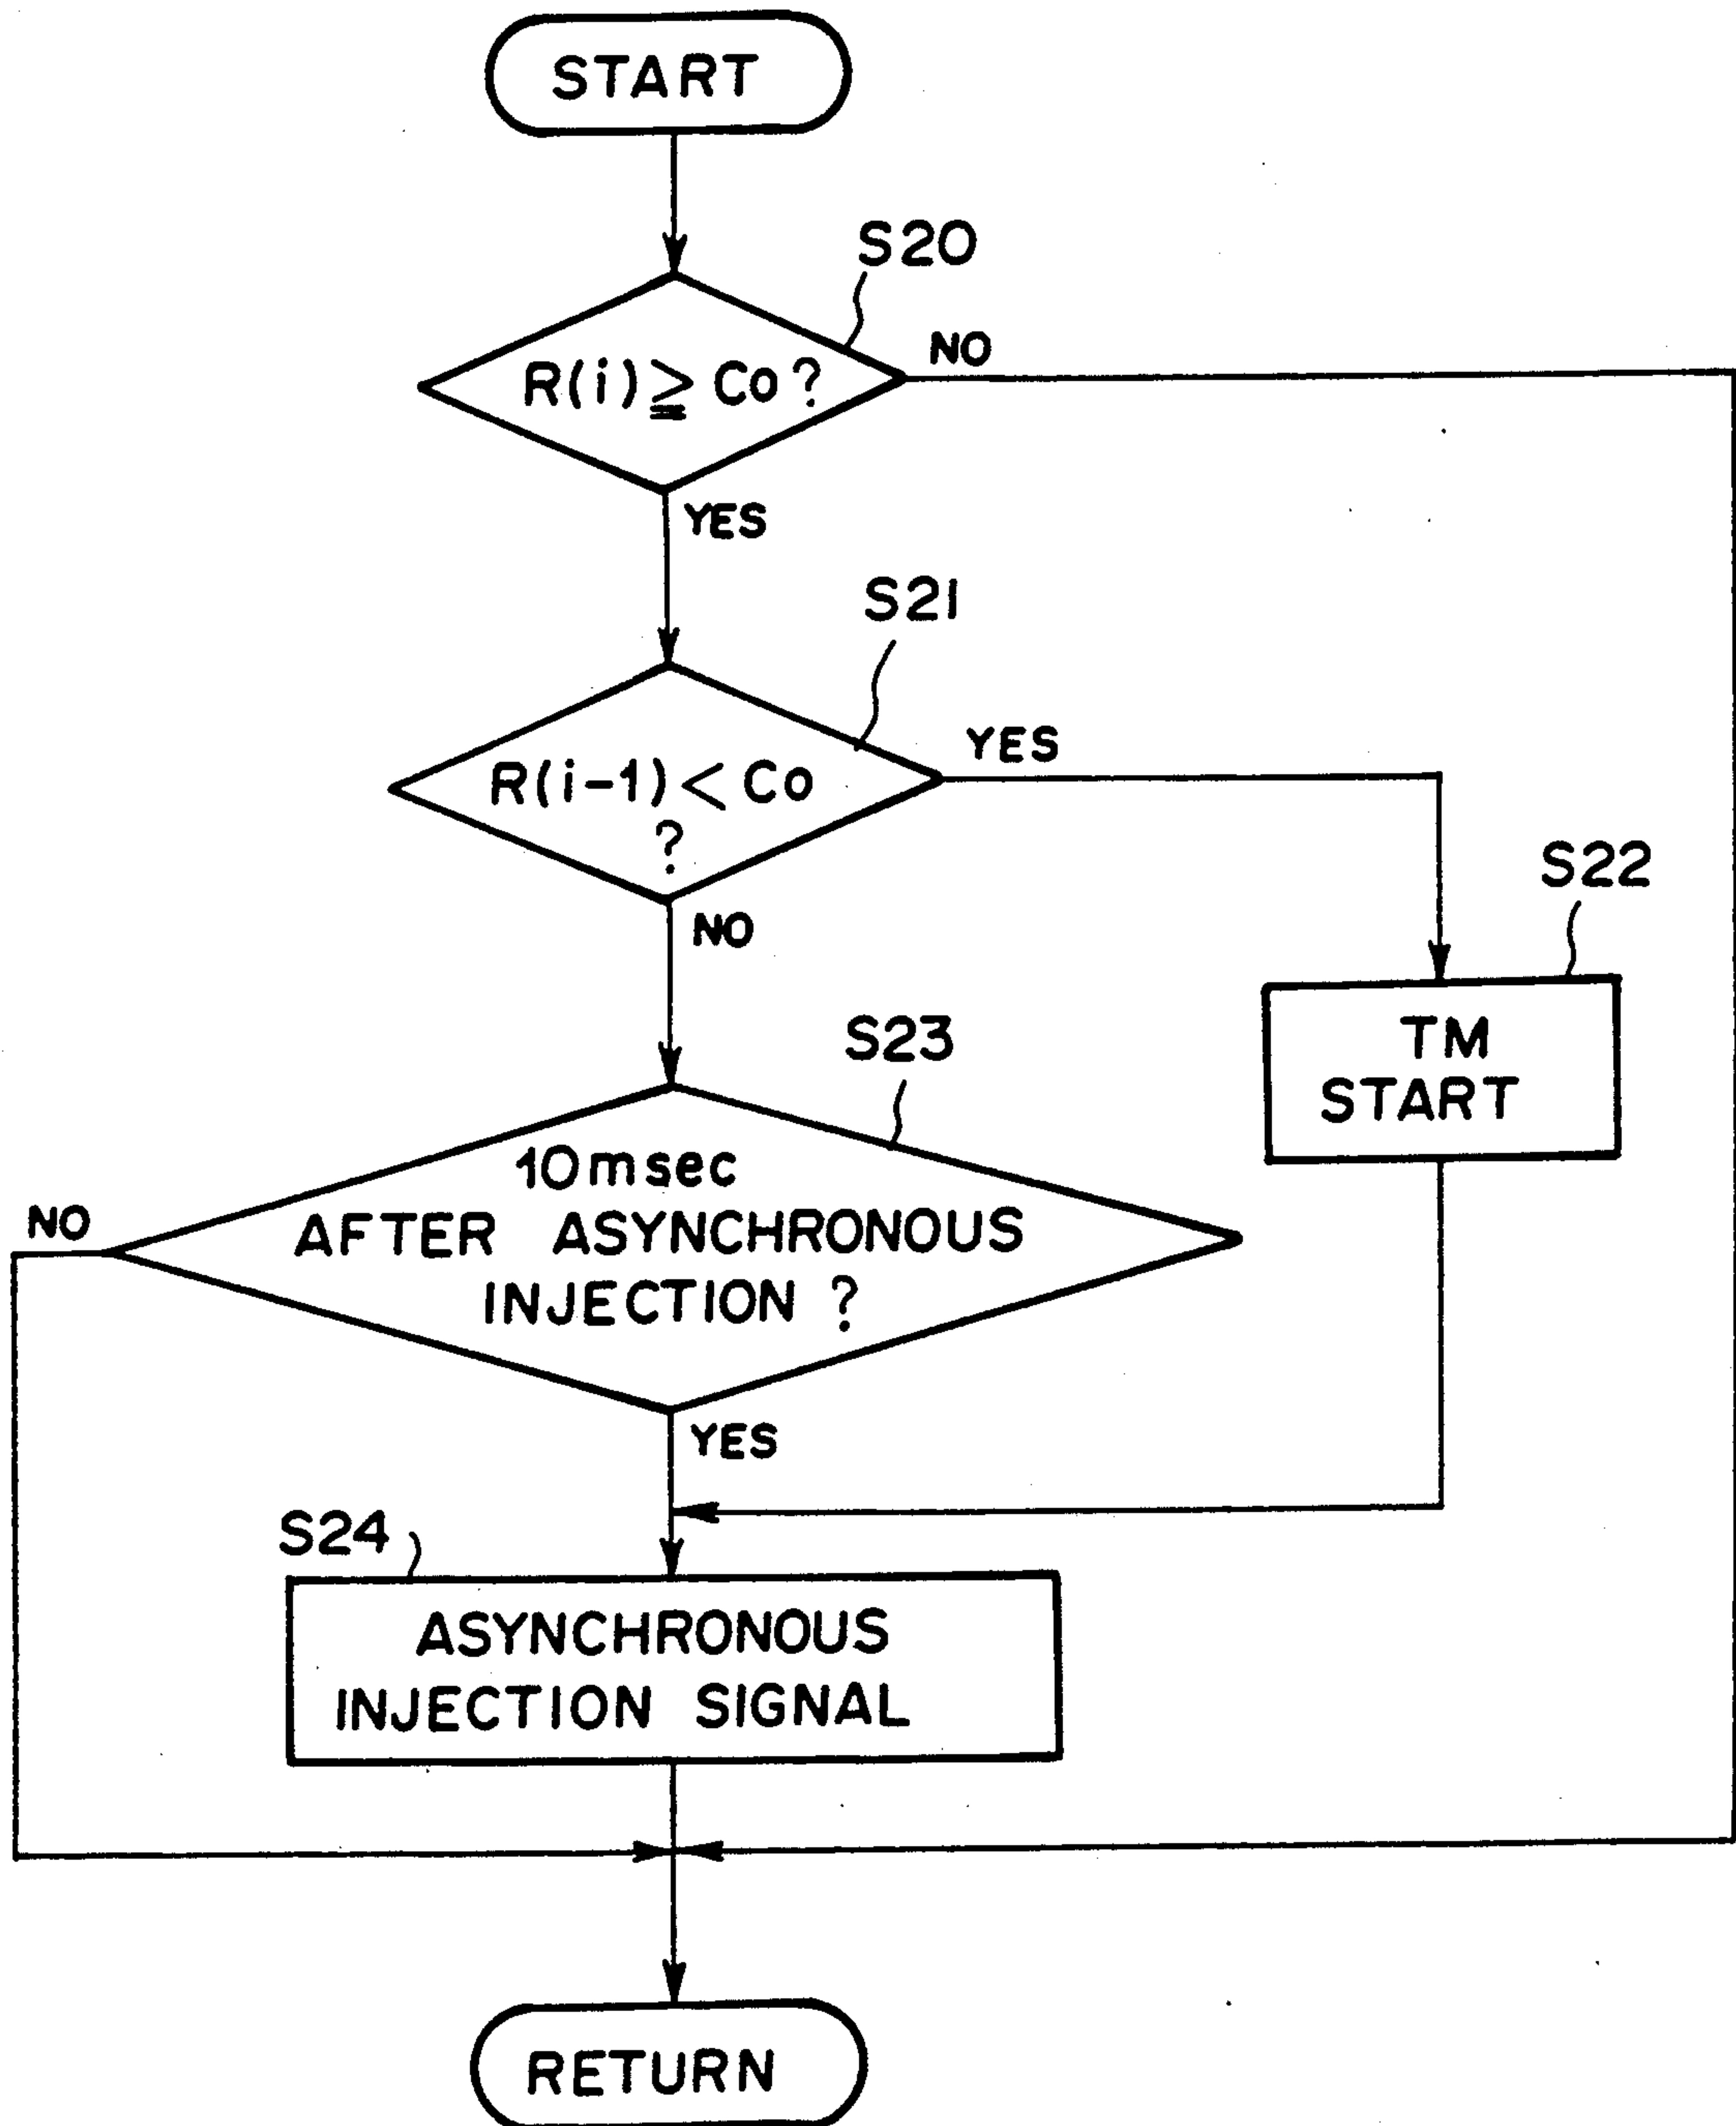 START
S20
R(i) ≧ Co ?
NO
YES
S21
R(i-1) < Co
?
YES
NO
S22
TM
START
S23
10msec
AFTER ASYNCHRONOUS
INJECTION ?
NO
YES
S24
ASYNCHRONOUS
INJECTION SIGNAL
RETURN